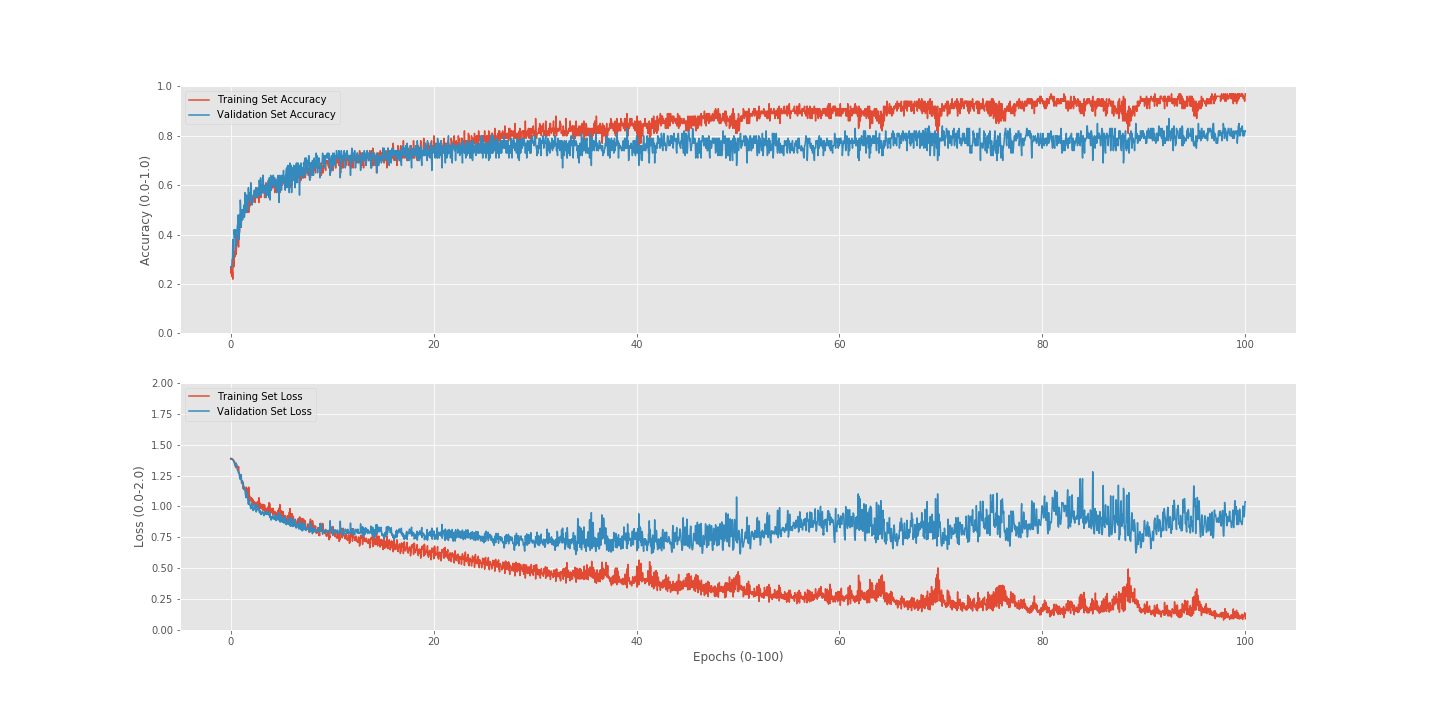 1.0
Training Set Accuracy
Validation Set Accuracy
0.8
0.6
Accuracy (0.0-1.0)
0.4
0.2
0.0
0 20 40 60 80 100
2.00
Training Set Loss
Validation Set Loss
1.75
1.50
1.25
1.00
Loss (0.0-2.0)
0.75
0.50
0.25
0.00
0 20 40 60 80 100
Epochs (0-100)